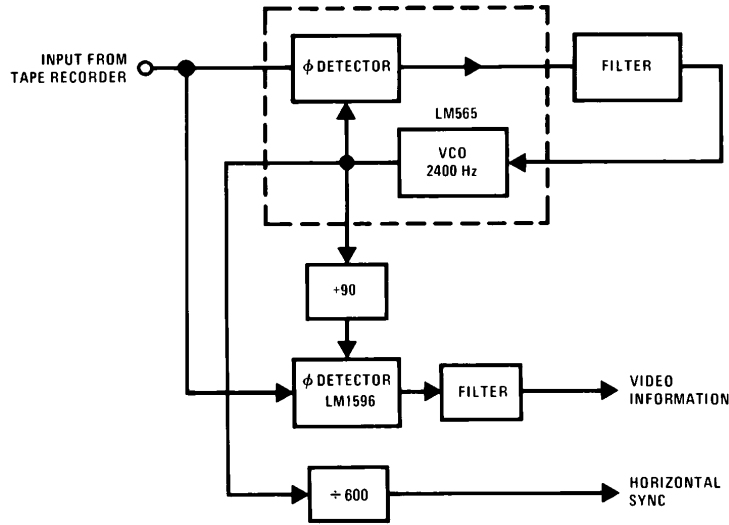 INPUT FROM
TAPE RECORDER
ϕ DETECTOR
FILTER
LM565
VCO
2400 Hz
+90
ϕ DETECTOR
LM1596
FILTER
VIDEO
INFORMATION
÷600
HORIZONTAL
SYNC